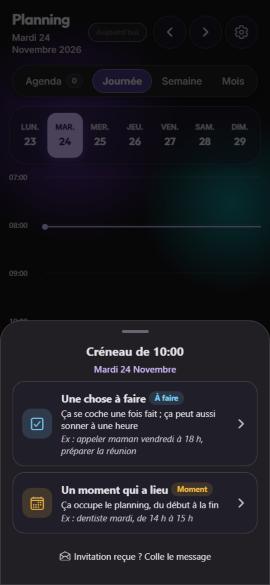 Planning
Mardi 24
Novembre 2026
Aujourd'hui
Agenda 0 Journée Semaine Mois
LUN. MAR. MER. JEU. VEN. SAM. DIM.
23 24 25 26 27 28 29
07:00
08:00
09:00
10:00
Créneau de 10:00
Mardi 24 Novembre
Une chose à faire À faire
Ça se coche une fois fait ; ça peut aussi
sonner à une heure
Ex : appeler maman vendredi à 18 h,
préparer la réunion
Un moment qui a lieu Moment
Ça occupe le planning, du début à la fin
Ex : dentiste mardi, de 14 h à 15 h
Invitation reçue ? Colle le message